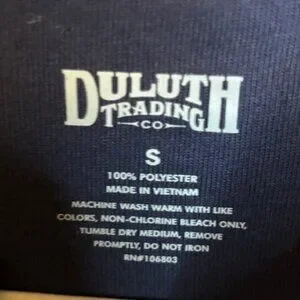 DULUTH
TRADING
CO
S
100% POLYESTER
MADE IN VIETNAM
MACHINE WASH WARM WITH LIKE
COLORS, NON-CHLORINE BLEACH ONLY,
TUMBLE DRY MEDIUM, REMOVE
PROMPTLY, DO NOT IRON
RN#106803